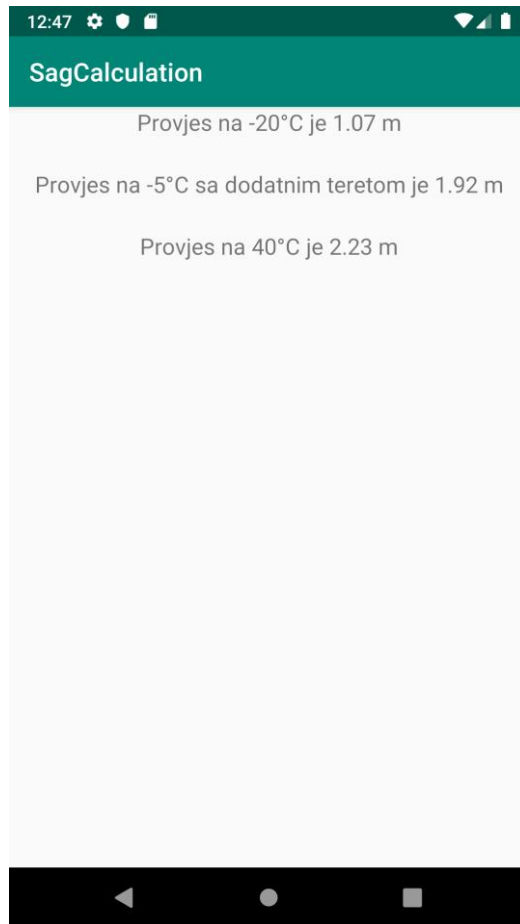 12:47
SagCalculation
Provjes na -20°C je 1.07 m
Provjes na -5°C sa dodatnim teretom je 1.92 m
Provjes na 40°C je 2.23 m